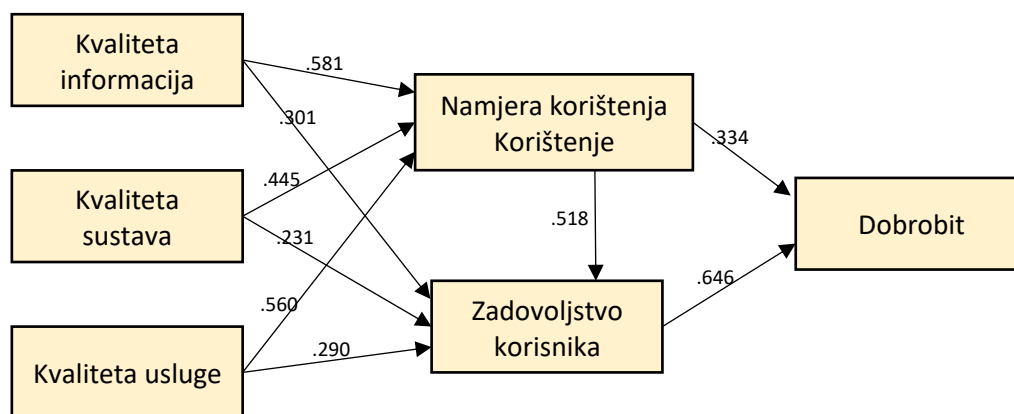 Kvaliteta
informacija
.581
.301
Namjera korištenja
Korištenje
.334
Kvaliteta
sustava
.445
.231
.518
Dobrobit
.646
Zadovoljstvo
korisnika
.560
.290
Kvaliteta usluge